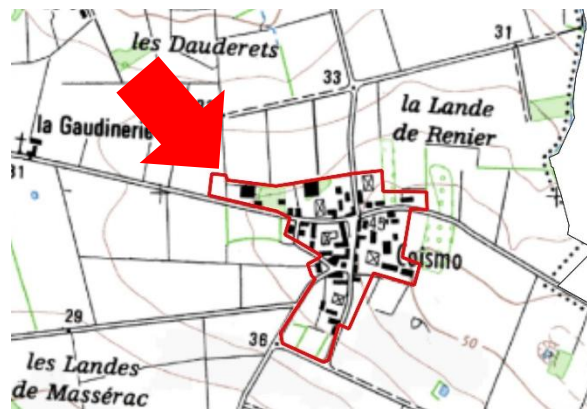 les Dauderets
31
33
la Lande
de Renier
la Gaudinerie
31
45
Coismo
29
36
50
les Landes
de Massérac